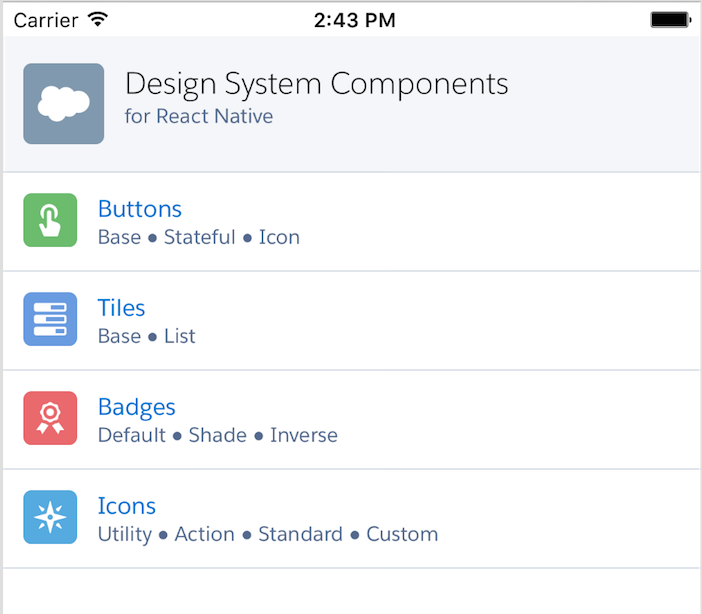 Carrier 2:43 PM
Design System Components
for React Native
Buttons
Base ● Stateful ● Icon
Tiles
Base ● List
Badges
Default ● Shade ● Inverse
Icons
Utility ● Action ● Standard ● Custom